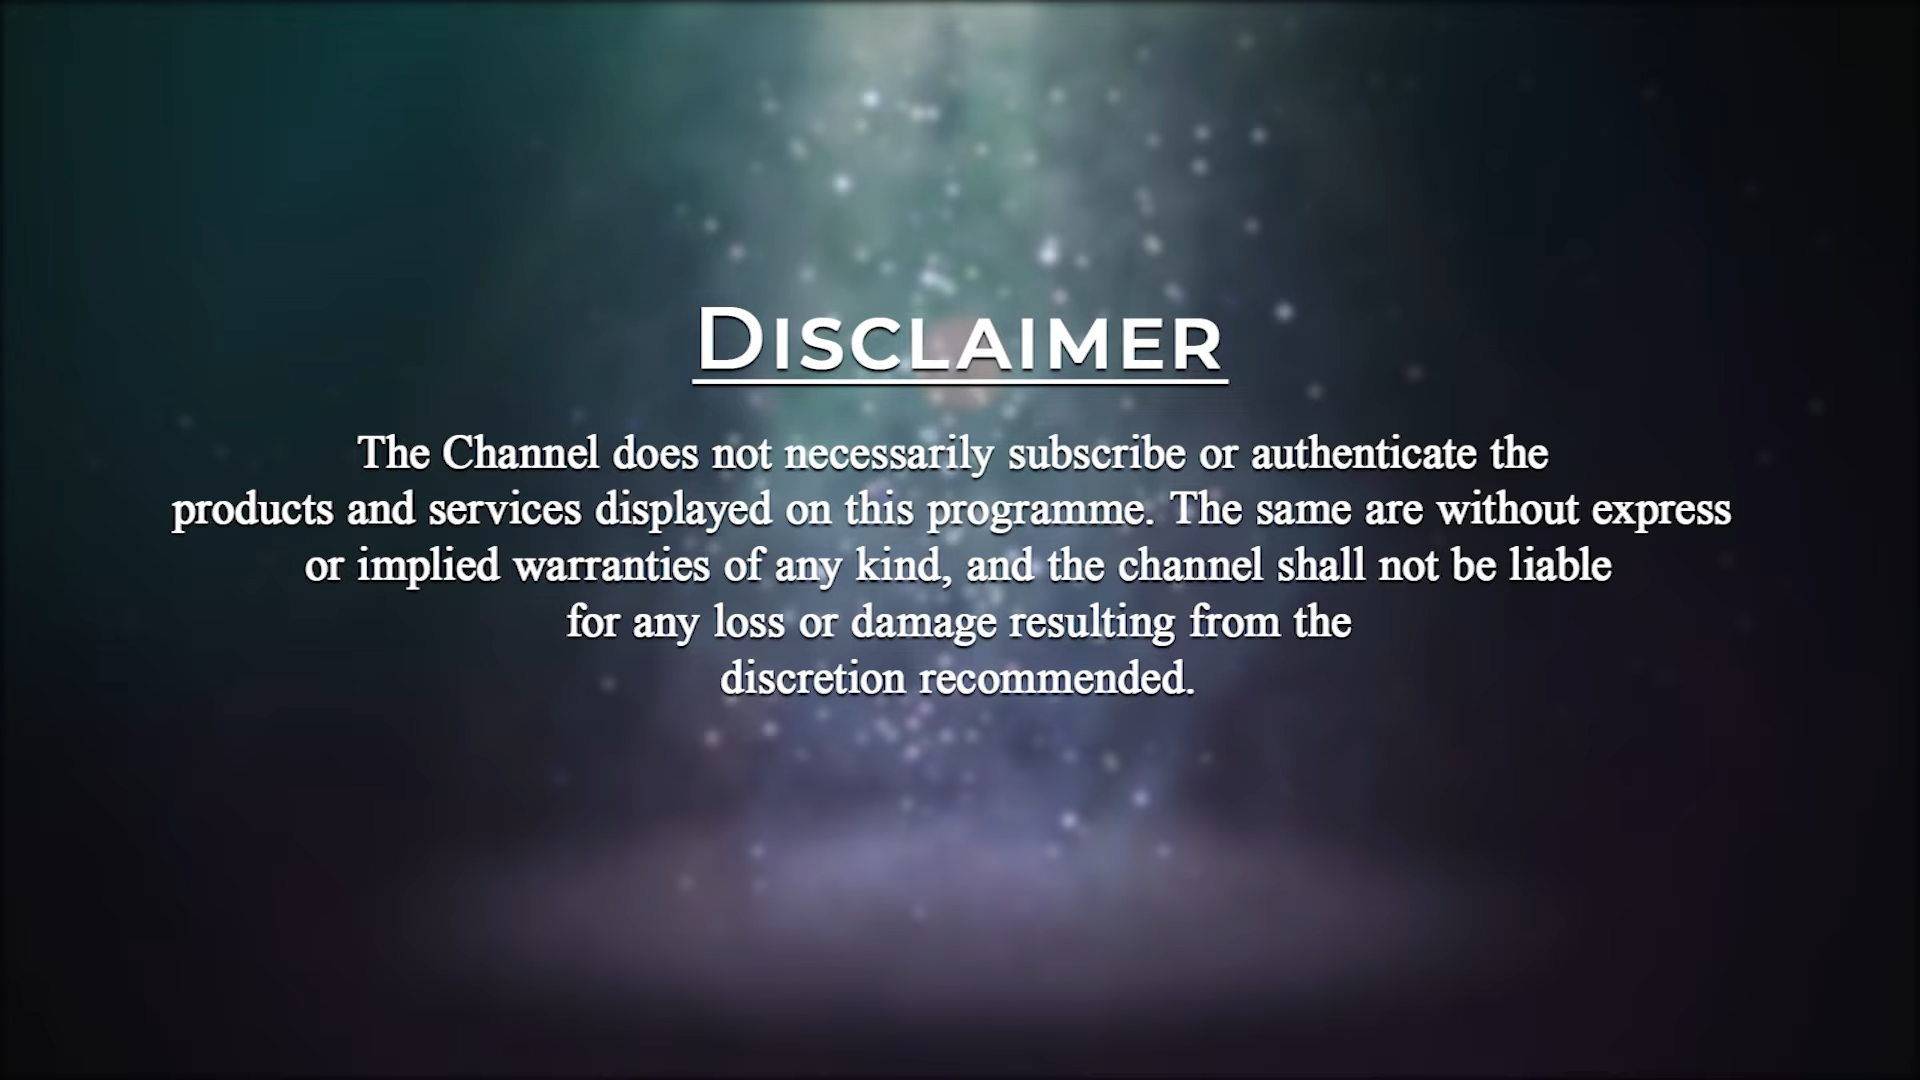 DISCLAIMER
The Channel does not necessarily subscribe or authenticate the
products and services displayed on this programme. The same are without express
or implied warranties of any kind, and the channel shall not be liable
for any loss or damage resulting from the
discretion recommended.